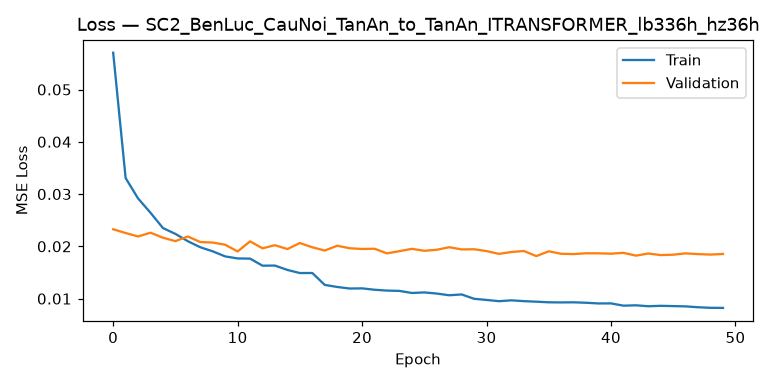 Loss — SC2_BenLuc_CauNoi_TanAn_to_TanAn_ITRANSFORMER_lb336h_hz36h
Train
Validation
MSE Loss
0.05
0.04
0.03
0.02
0.01
0 10 20 30 40 50
Epoch